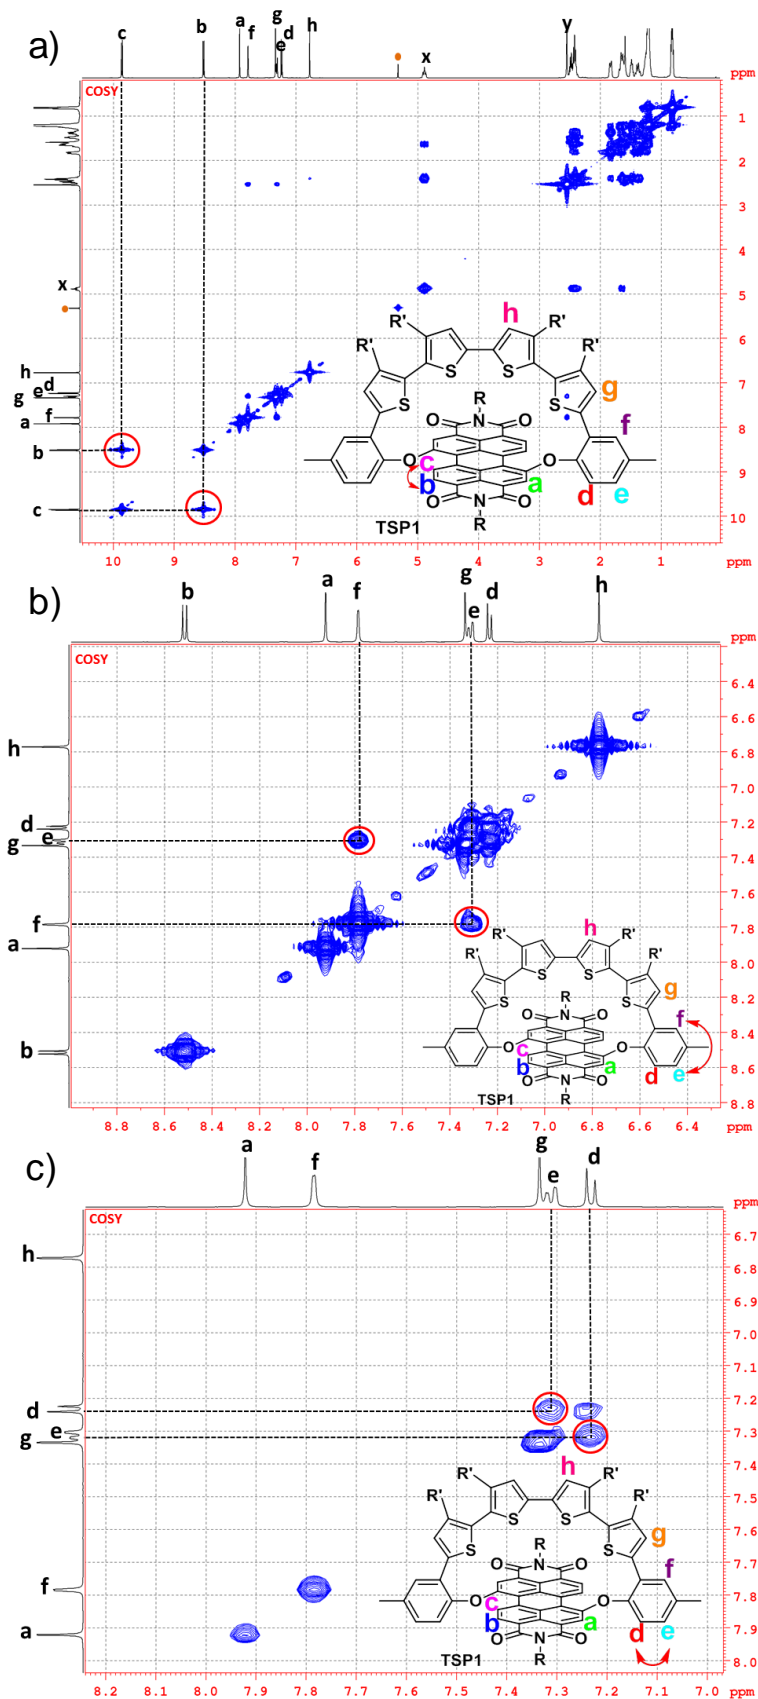 a)
c b a f g e d h x y
ppm
COSY
1
2
3
4
5
6
7
8
9
10
x
h
e d
g
f
a
b
c
R' h R'
R' R'
S S S S
g
R
O N O
f
O c O
b a
d e
O N O
R
TSP1
10 9 8 7 6 5 4 3 2 1 ppm
b)
b a f g e d h
ppm
COSY
6.4
6.6
6.8
7.0
7.2
7.4
7.6
7.8
8.0
8.2
8.4
8.6
8.8
h
d
e
g
f
a
b
R' h R'
R' R'
S S S S
g
R
O N O
f
O c O
b a
d e
O N O
R
TSP1
8.8 8.6 8.4 8.2 8.0 7.8 7.6 7.4 7.2 7.0 6.8 6.6 6.4 ppm
c)
a f g e d
ppm
COSY
6.7
6.8
6.9
7.0
7.1
7.2
7.3
7.4
7.5
7.6
7.7
7.8
7.9
8.0
h
d
e
g
f
a
R' h R'
R' R'
S S S S
g
R
O N O
f
O c O
b a
d e
O N O
R
TSP1
8.2 8.1 8.0 7.9 7.8 7.7 7.6 7.5 7.4 7.3 7.2 7.1 7.0 ppm